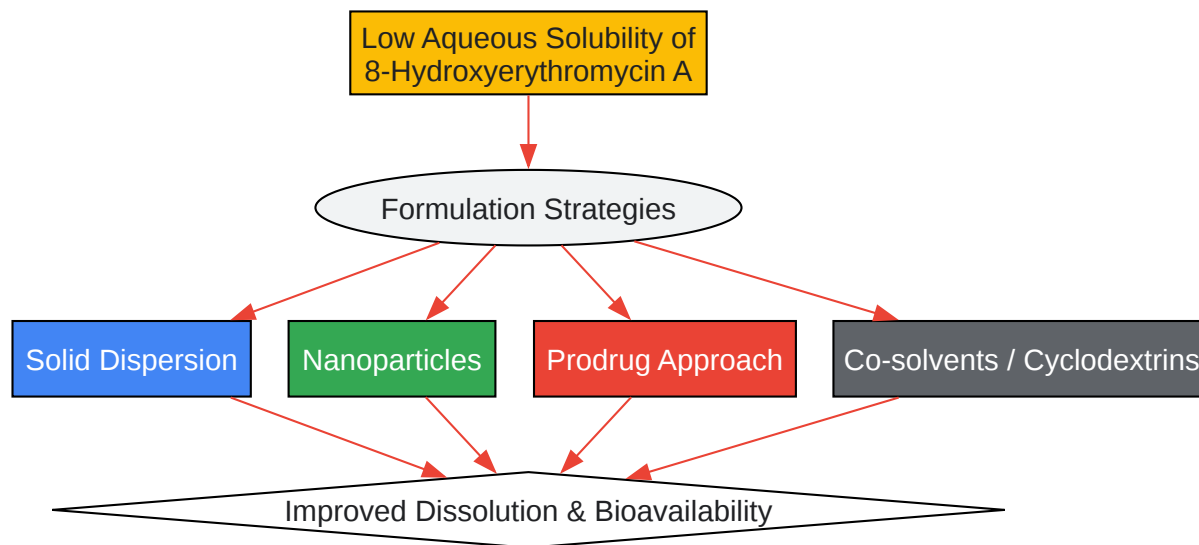 Low Aqueous Solubility of
8-Hydroxyerythromycin A
Formulation Strategies
Solid Dispersion
Nanoparticles
Prodrug Approach
Co-solvents / Cyclodextrins
Improved Dissolution & Bioavailability